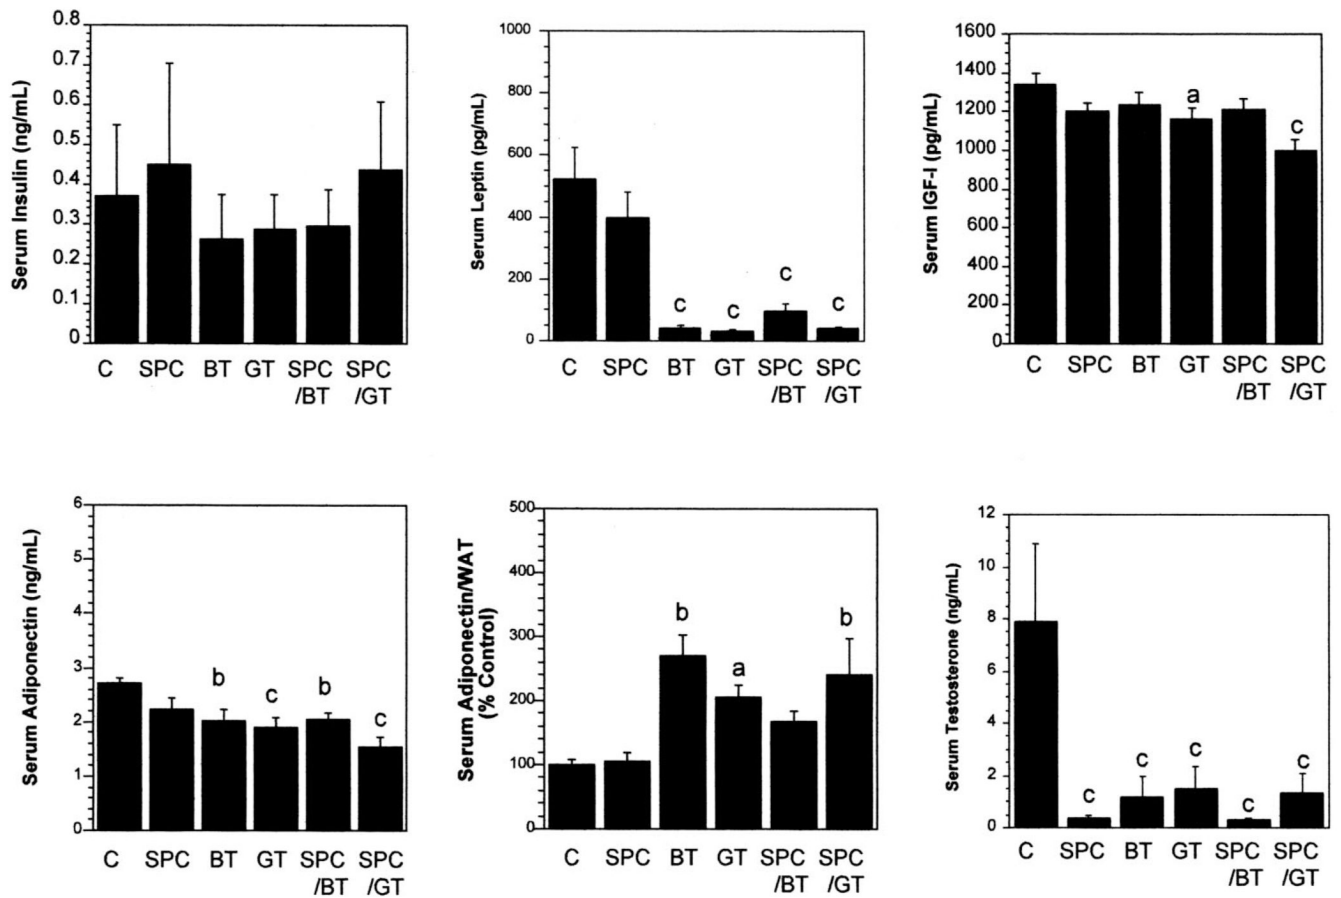 Serum Insulin (ng/mL)
0.8
0.7
0.6
0.5
0.4
0.3
0.2
0.1
0
C SPC BT GT SPC SPC
/BT /GT
Serum Leptin (pg/mL)
1000
800
600
400
200
0
c c c c
C SPC BT GT SPC SPC
/BT /GT
Serum IGF-I (pg/mL)
1600
1400
1200
1000
800
600
400
200
0
a
c
C SPC BT GT SPC SPC
/BT /GT
Serum Adiponectin (ng/mL)
6
5
4
3
2
1
0
b c b c
C SPC BT GT SPC SPC
/BT /GT
Serum Adiponectin/WAT
(% Control)
500
400
300
200
100
0
b a b
C SPC BT GT SPC SPC
/BT /GT
Serum Testosterone (ng/mL)
12
10
8
6
4
2
0
c c c c c
C SPC BT GT SPC SPC
/BT /GT